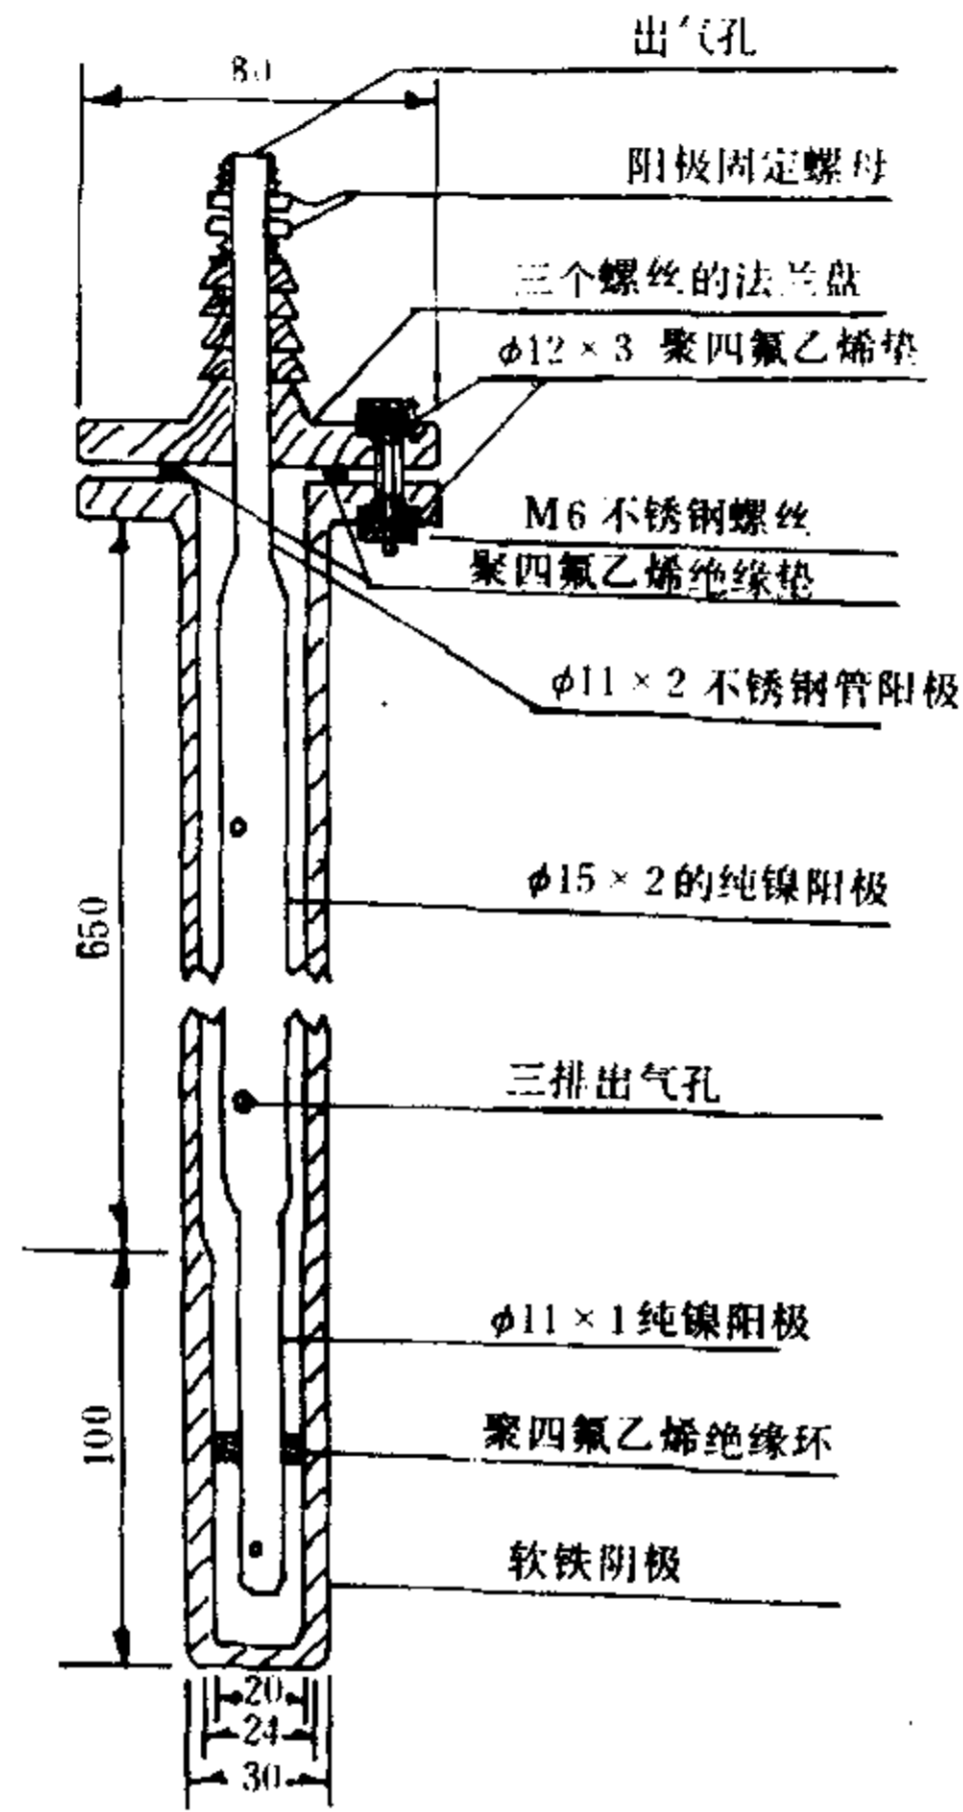 出气孔
80
阳极固定螺母
三个螺丝的法兰盘
φ12×3 聚四氟乙烯垫
M6不锈钢螺丝
聚四氟乙烯绝缘垫
φ11×2不锈钢管阳极
φ15×2的纯镍阳极
650
三排出气孔
φ11×1纯镍阳极
100
聚四氟乙烯绝缘环
软铁阴极
20
24
30